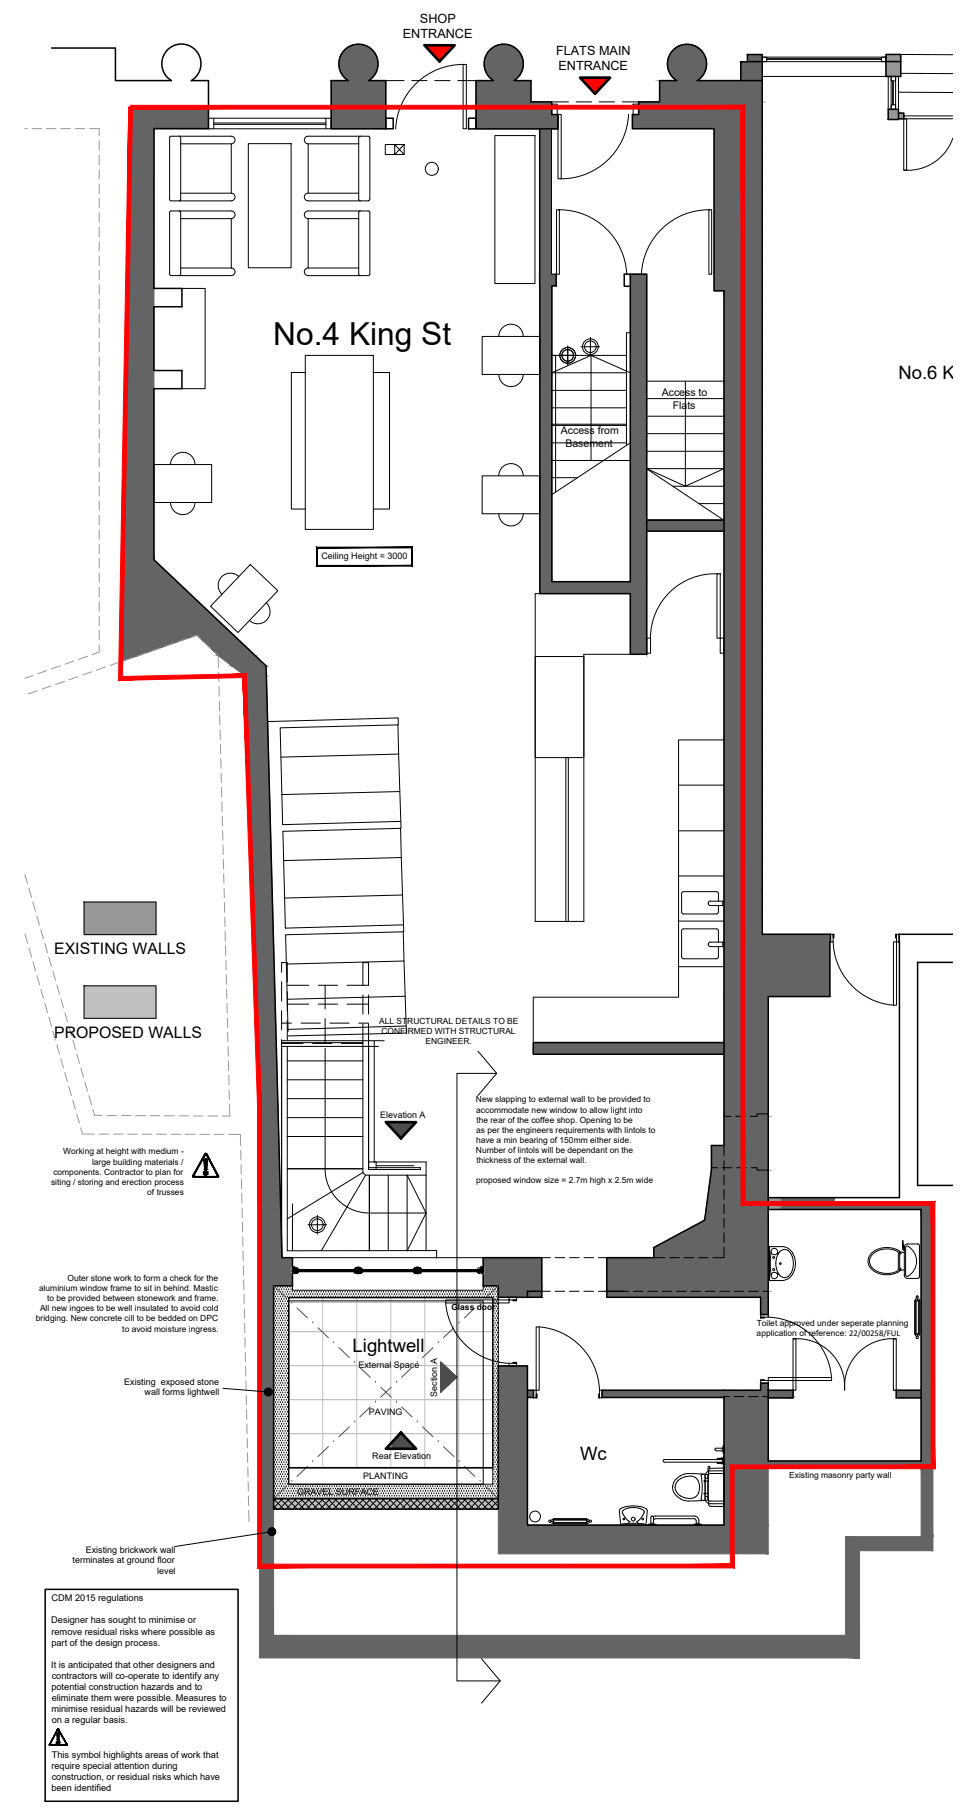 SHOP
ENTRANCE
FLATS MAIN
ENTRANCE
No.4 King St
No.6 K
Access to
Flats
Access from
Basement
Ceiling Height = 3000
EXISTING WALLS
PROPOSED WALLS
ALL STRUCTURAL DETAILS TO BE
CONFIRMED WITH STRUCTURAL
ENGINEER.
New slapping to external wall to be provided to
accommodate new window to allow light into
the rear of the coffee shop. Opening to be
as per the engineers requirements with lintols to
have a min bearing of 150mm either side.
Number of lintols will be dependant on the
thickness of the external wall.
proposed window size = 2.7m high x 2.5m wide
Elevation A
Working at height with medium -
large building materials /
components. Contractor to plan for
siting / storing and erection process
of trusses
Outer stone work to form a check for the
aluminium window frame to sit in behind. Mastic
to be provided between stonework and frame.
All new ingoes to be well insulated to avoid cold
bridging. New concrete cill to be bedded on DPC
to avoid moisture ingress.
Glass door
Toilet approved under seperate planning
application of reference: 22/00258/FUL
Lightwell
External Space
Section A
Existing exposed stone
wall forms lightwell
PAVING
Rear Elevation
PLANTING
GRAVEL SURFACE
Wc
Existing masonry party wall
Existing brickwork wall
terminates at ground floor
level
CDM 2015 regulations
Designer has sought to minimise or
remove residual risks where possible as
part of the design process.
It is anticipated that other designers and
contractors will co-operate to identify any
potential construction hazards and to
eliminate them were possible. Measures to
minimise residual hazards will be reviewed
on a regular basis.
This symbol highlights areas of work that
require special attention during
construction, or residual risks which have
been identified